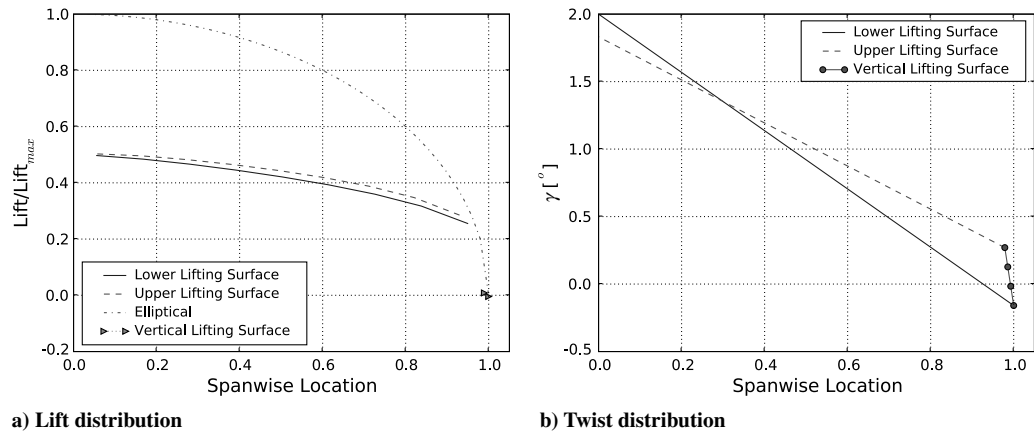 1.0
0.8
0.6
0.4
0.2
0.0
-0.2
0.0 0.2 0.4 0.6 0.8 1.0
Lift/Lift_max
Spanwise Location
Lower Lifting Surface
Upper Lifting Surface
Elliptical
Vertical Lifting Surface
a) Lift distribution
2.0
1.5
1.0
0.5
0.0
-0.5
0.0 0.2 0.4 0.6 0.8 1.0
γ [°]
Spanwise Location
Lower Lifting Surface
Upper Lifting Surface
Vertical Lifting Surface
b) Twist distribution